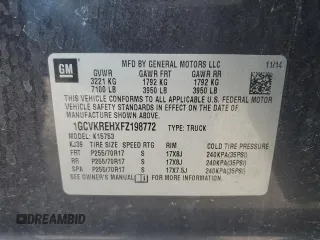 GM
MFD BY GENERAL MOTORS LLC
11/14
GVWR GAWR FRT GAWR RR
3221 KG 1792 KG 1792 KG
7100 LB 3950 LB 3950 LB
THIS VEHICLE CONFORMS TO ALL APPLICABLE U.S. FEDERAL MOTOR
VEHICLE SAFETY STANDARDS IN EFFECT ON THE DATE OF
MANUFACTURE SHOWN ABOVE.
1GCVKREHXFZ198772 TYPE: TRUCK
MODEL: K15753
KJ39 TIRE SIZE SPEED RTG RIM COLD TIRE PRESSURE
FRT P255/70R17 S 17X8J 240KPA(35PSI)
RR P255/70R17 S 17X8J 240KPA(35PSI)
SPA P255/70R17 S 17X7.5J 240KPA(35PSI)
SEE OWNER'S MANUAL
EDIAMBID.COM